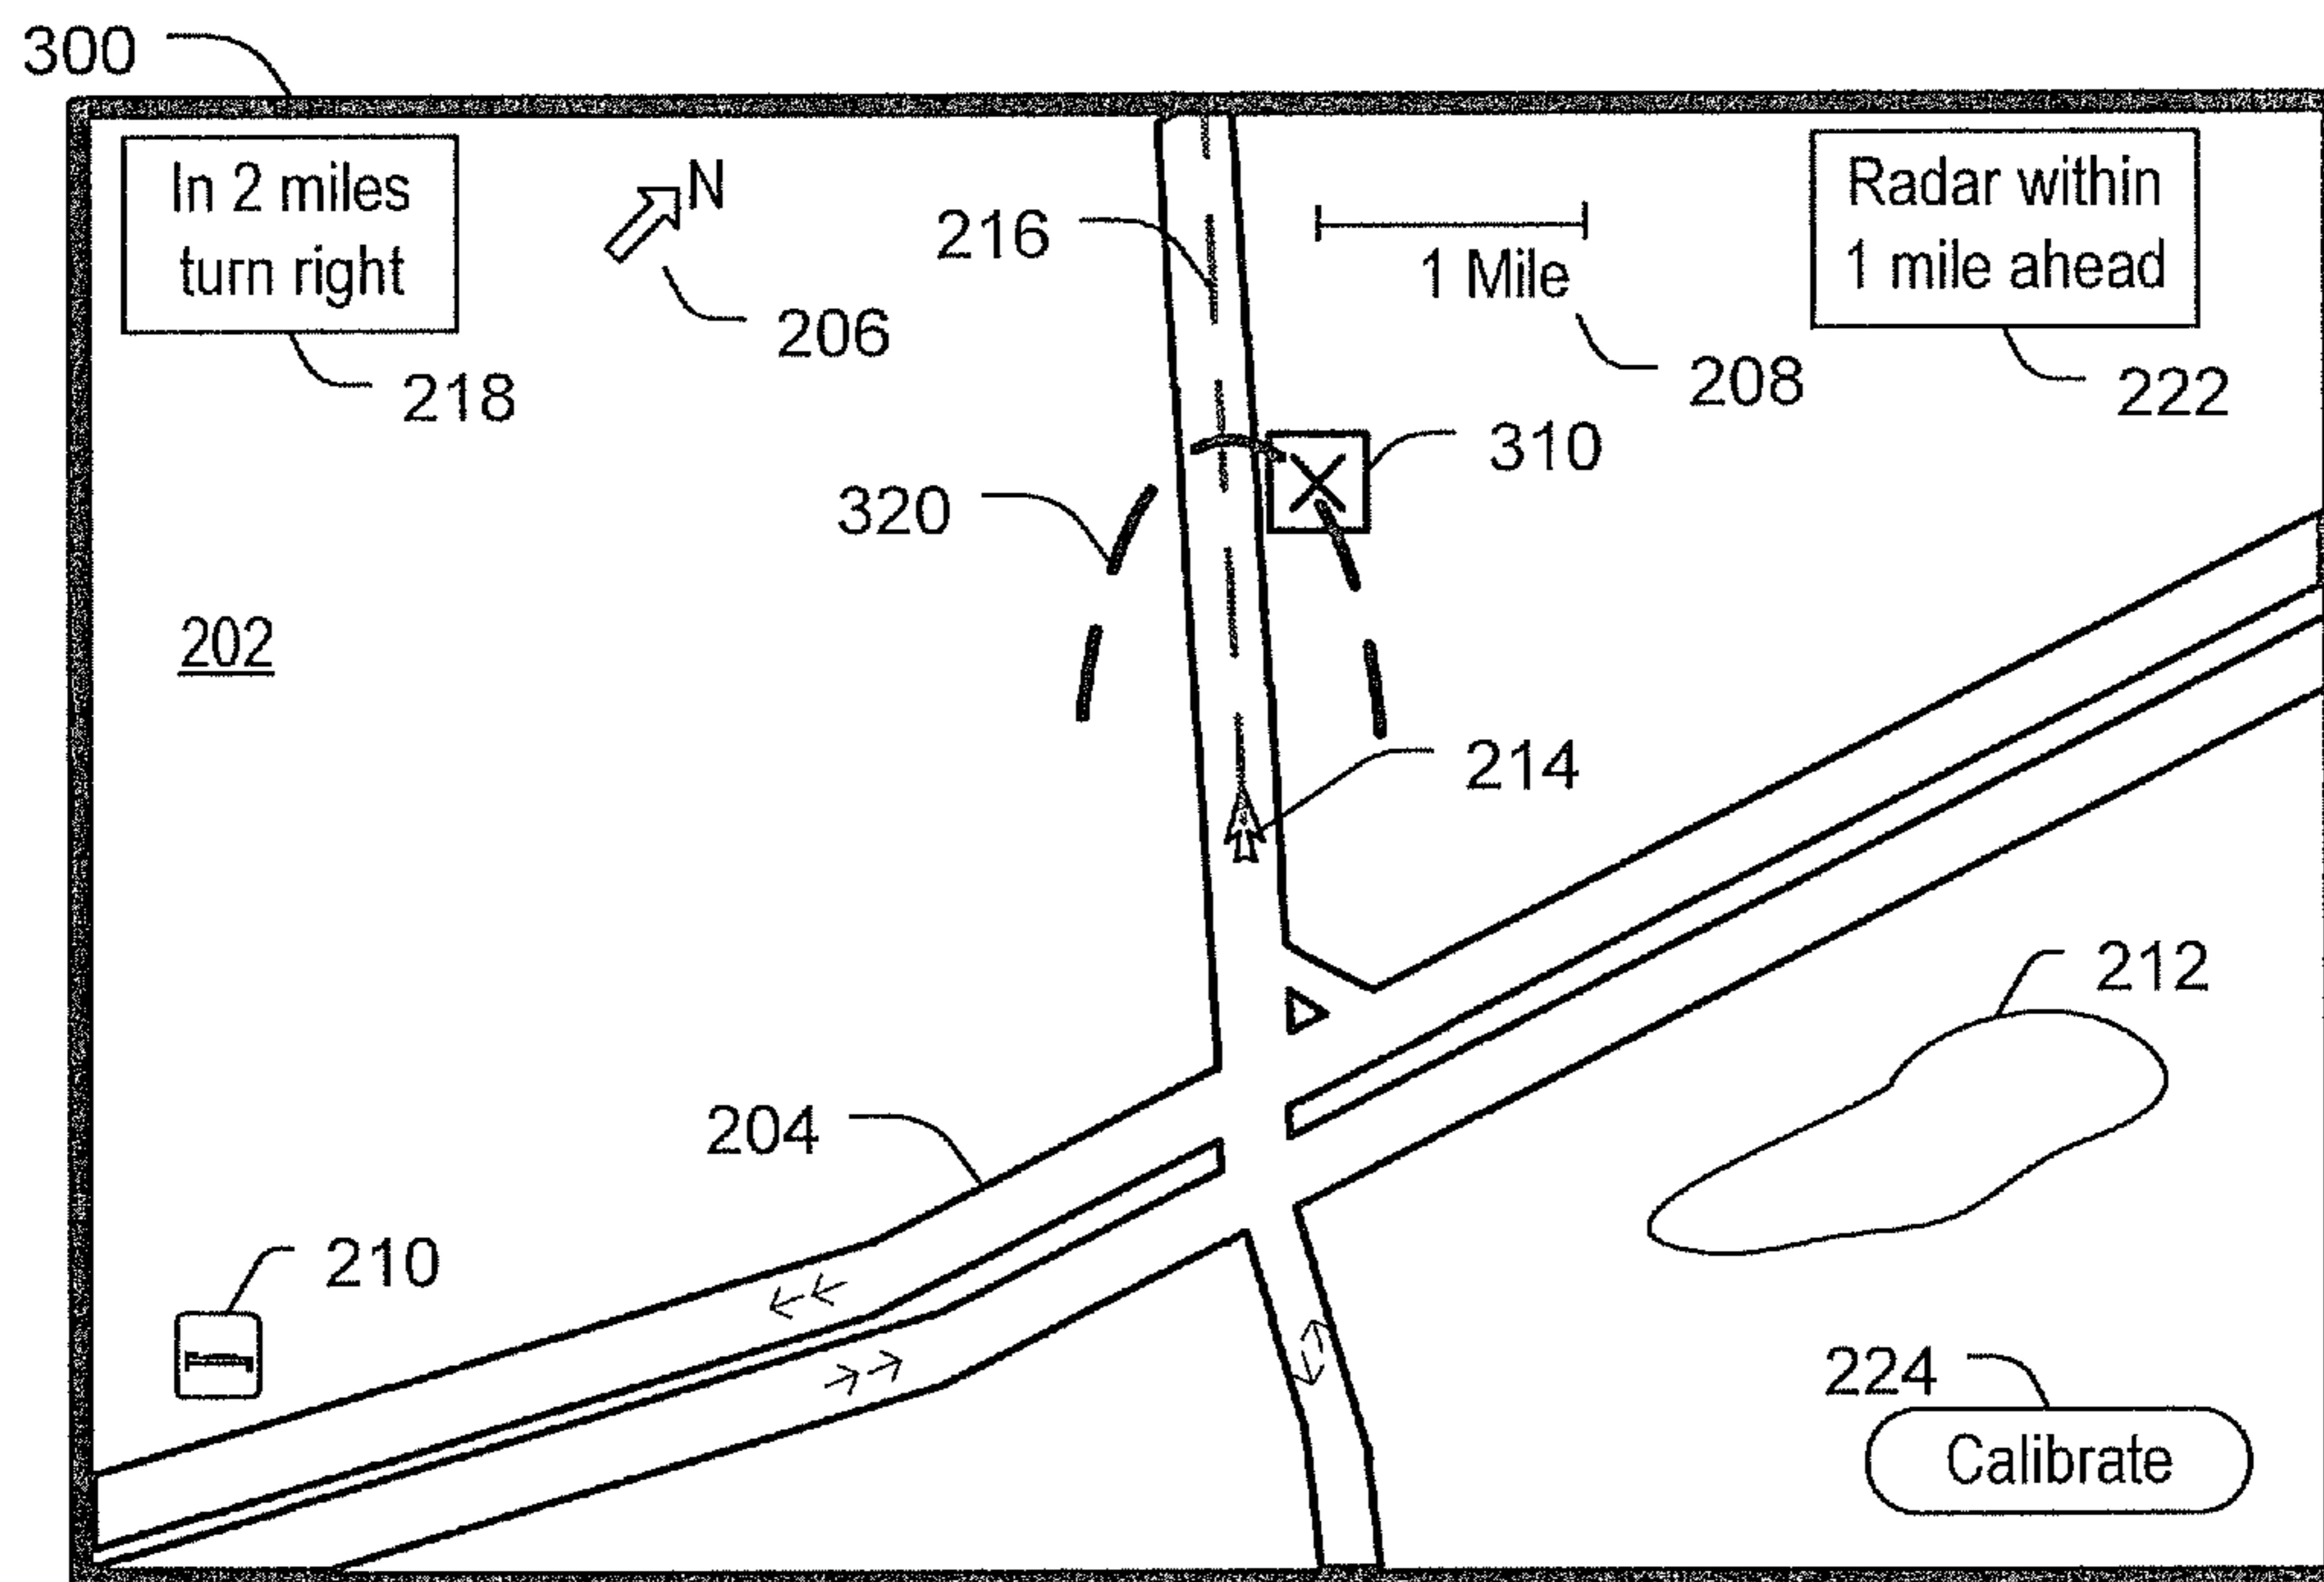 300
In 2 miles
turn right
218
N
206
216
1 Mile
208
Radar within
1 mile ahead
222
310
320
202
214
212
204
210
224
Calibrate